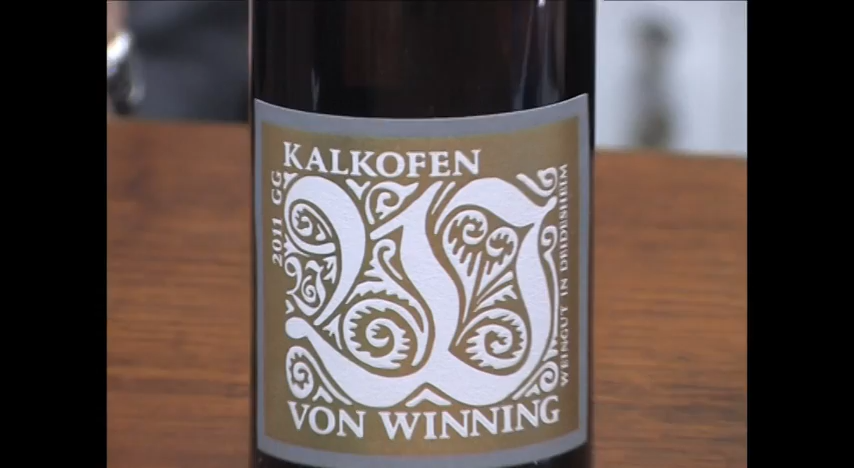 KALKOFEN
2011 GG
WEINGUT IN DEIDESHEIM
VON WINNING